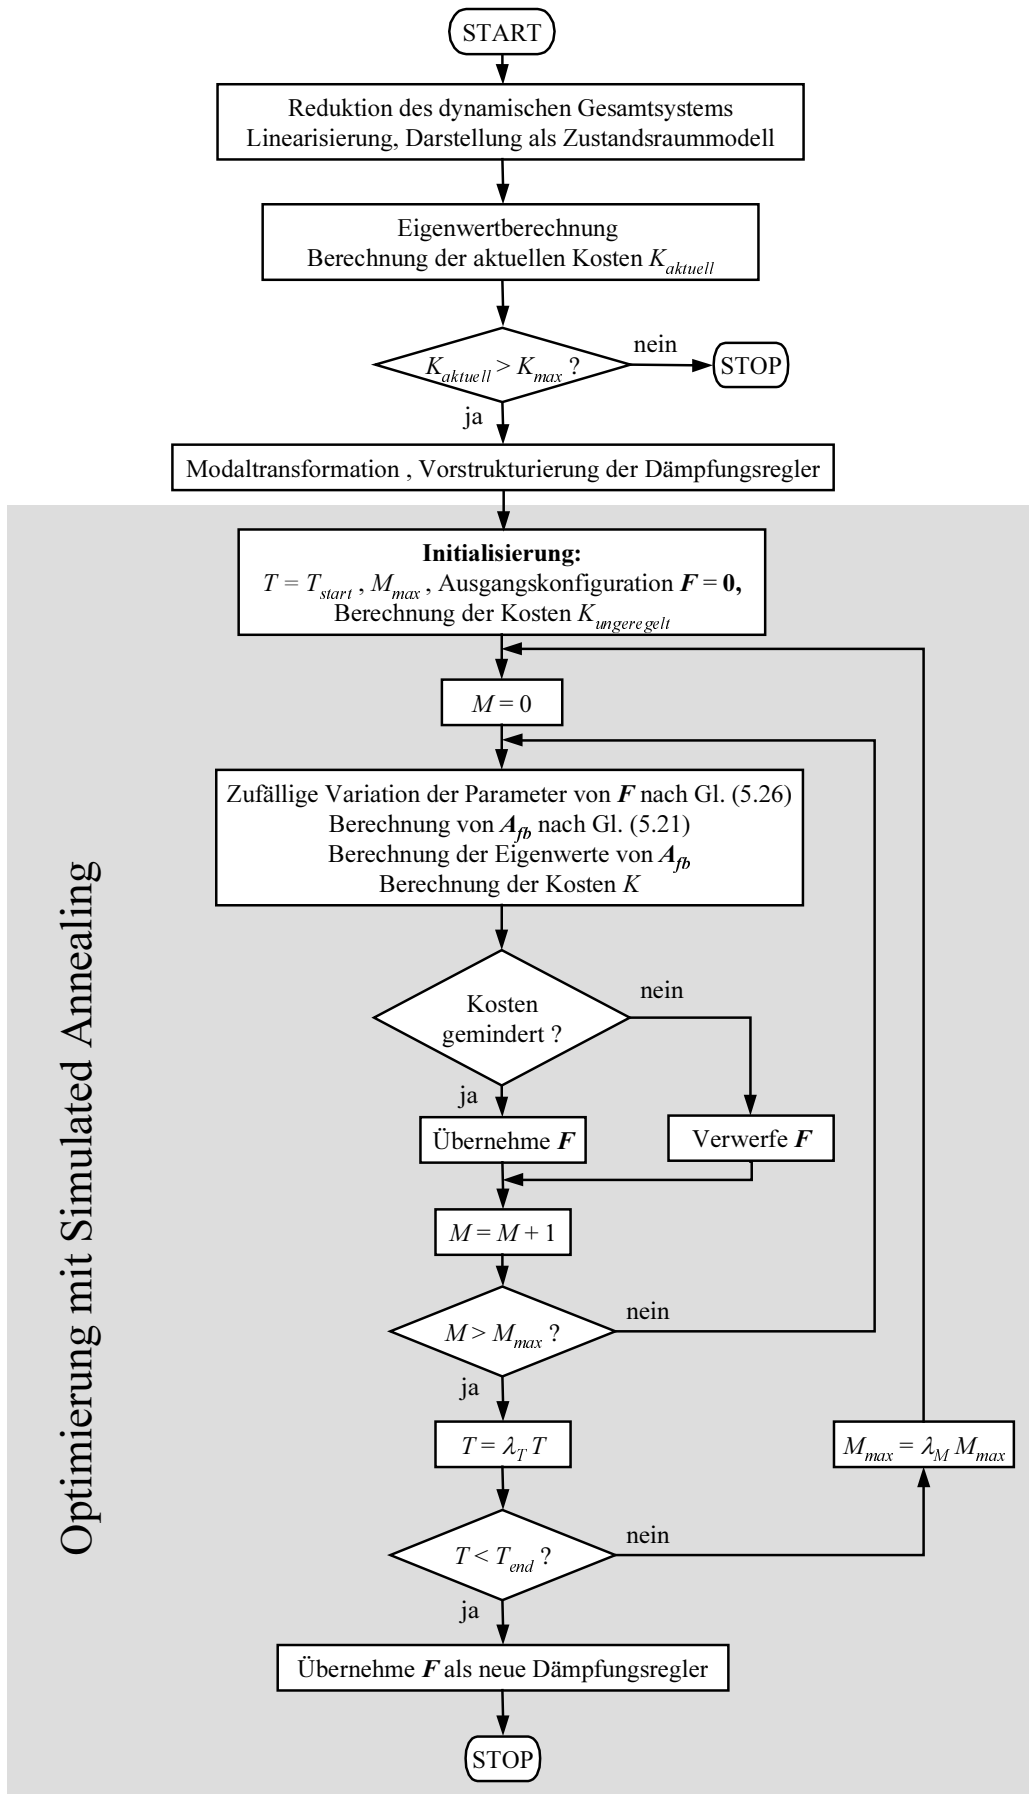 START
Reduktion des dynamischen Gesamtsystems
Linearisierung, Darstellung als Zustandsraummodell
Eigenwertberechnung
Berechnung der aktuellen Kosten K_aktuell
K_aktuell > K_max ?
nein
STOP
ja
Modaltransformation , Vorstrukturierung der Dämpfungsregler
Initialisierung:
T = T_start , M_max , Ausgangskonfiguration F = 0,
Berechnung der Kosten K_ungeregelt
M = 0
Zufällige Variation der Parameter von F nach Gl. (5.26)
Berechnung von A_fb nach Gl. (5.21)
Berechnung der Eigenwerte von A_fb
Berechnung der Kosten K
Kosten
gemindert ?
nein
ja
Übernehme F
Verwerfe F
M = M + 1
M > M_max ?
nein
ja
T = λ_T T
M_max = λ_M M_max
T < T_end ?
nein
ja
Übernehme F als neue Dämpfungsregler
STOP
Optimierung mit Simulated Annealing